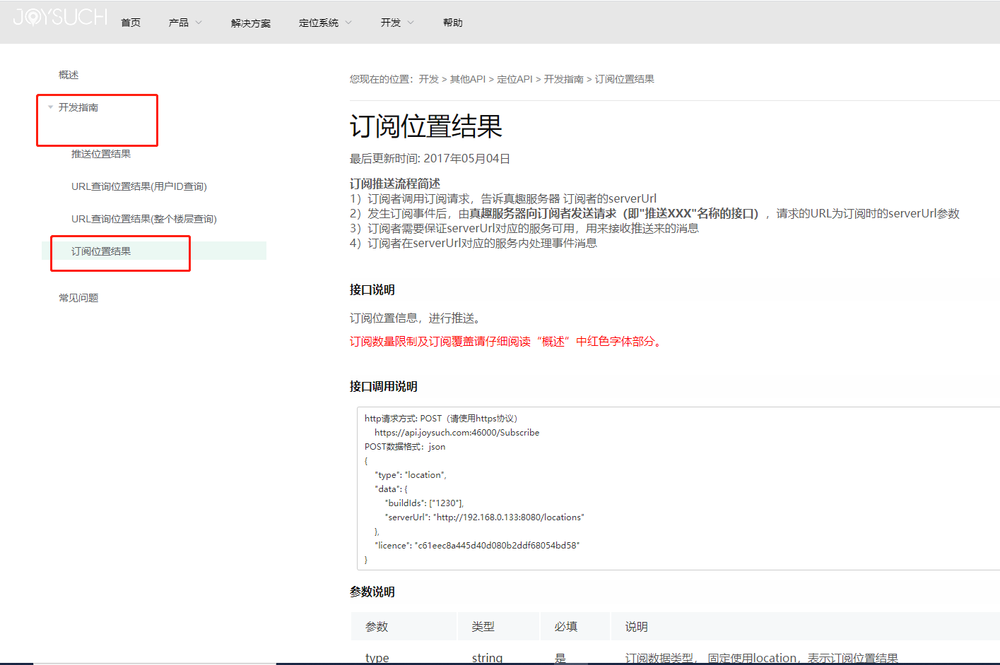 JOYSUCH 首页 产品 解决方案 定位系统 开发 帮助
概述
开发指南
推送位置结果
URL查询位置结果(用户ID查询)
URL查询位置结果(整个楼层查询)
订阅位置结果
常见问题
您现在的位置：开发 > 其他API > 定位API > 开发指南 > 订阅位置结果
订阅位置结果
最后更新时间: 2017年05月04日
订阅推送流程简述
1）订阅者调用订阅请求，告诉真趣服务器 订阅者的serverUrl
2）发生订阅事件后，由真趣服务器向订阅者发送请求（即"推送XXX"名称的接口），请求的URL为订阅时的serverUrl参数
3）订阅者需要保证serverUrl对应的服务可用，用来接收推送来的消息
4）订阅者在serverUrl对应的服务内处理事件消息
接口说明
订阅位置信息，进行推送。
订阅数量限制及订阅覆盖请仔细阅读“概述”中红色字体部分。
接口调用说明
http请求方式: POST（请使用https协议）
https://api.joysuch.com:46000/Subscribe
POST数据格式：json
{
"type": "location",
"data": {
"buildIds": ["1230"],
"serverUrl": "http://192.168.0.133:8080/locations"
},
"licence": "c61eec8a445d40d080b2ddf68054bd58"
}
参数说明
参数 类型 必填 说明
type string 是 订阅数据类型， 固定使用location，表示订阅位置结果